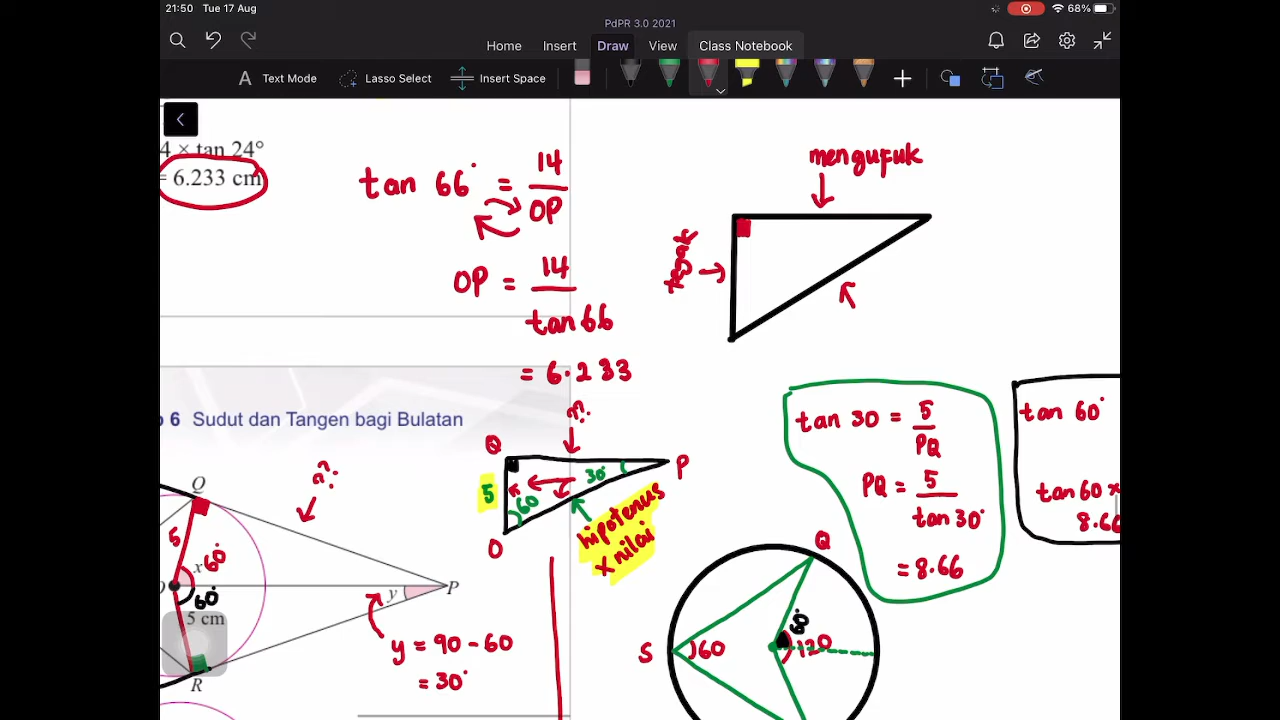 21:50 Tue 17 Aug
68%
PdPR 3.0 2021
Home Insert Draw View Class Notebook
Text Mode Lasso Select Insert Space
4 × tan 24°
= 6.233 cm
tan 66° = 14/OP
OP = 14/tan 66
= 6.233
mengufuk
tegak
6 Sudut dan Tangen bagi Bulatan
Q
??
5
x 60°
60°
5 cm
y
P
R
y = 90 - 60
= 30°
??
Q
5
60
30°
P
O
hipotenus
x nilai
tan 30 = 5/PQ
PQ = 5/tan 30°
= 8.66
tan 60°
tan 60 ×
8.66
Q
S
60
60°
120